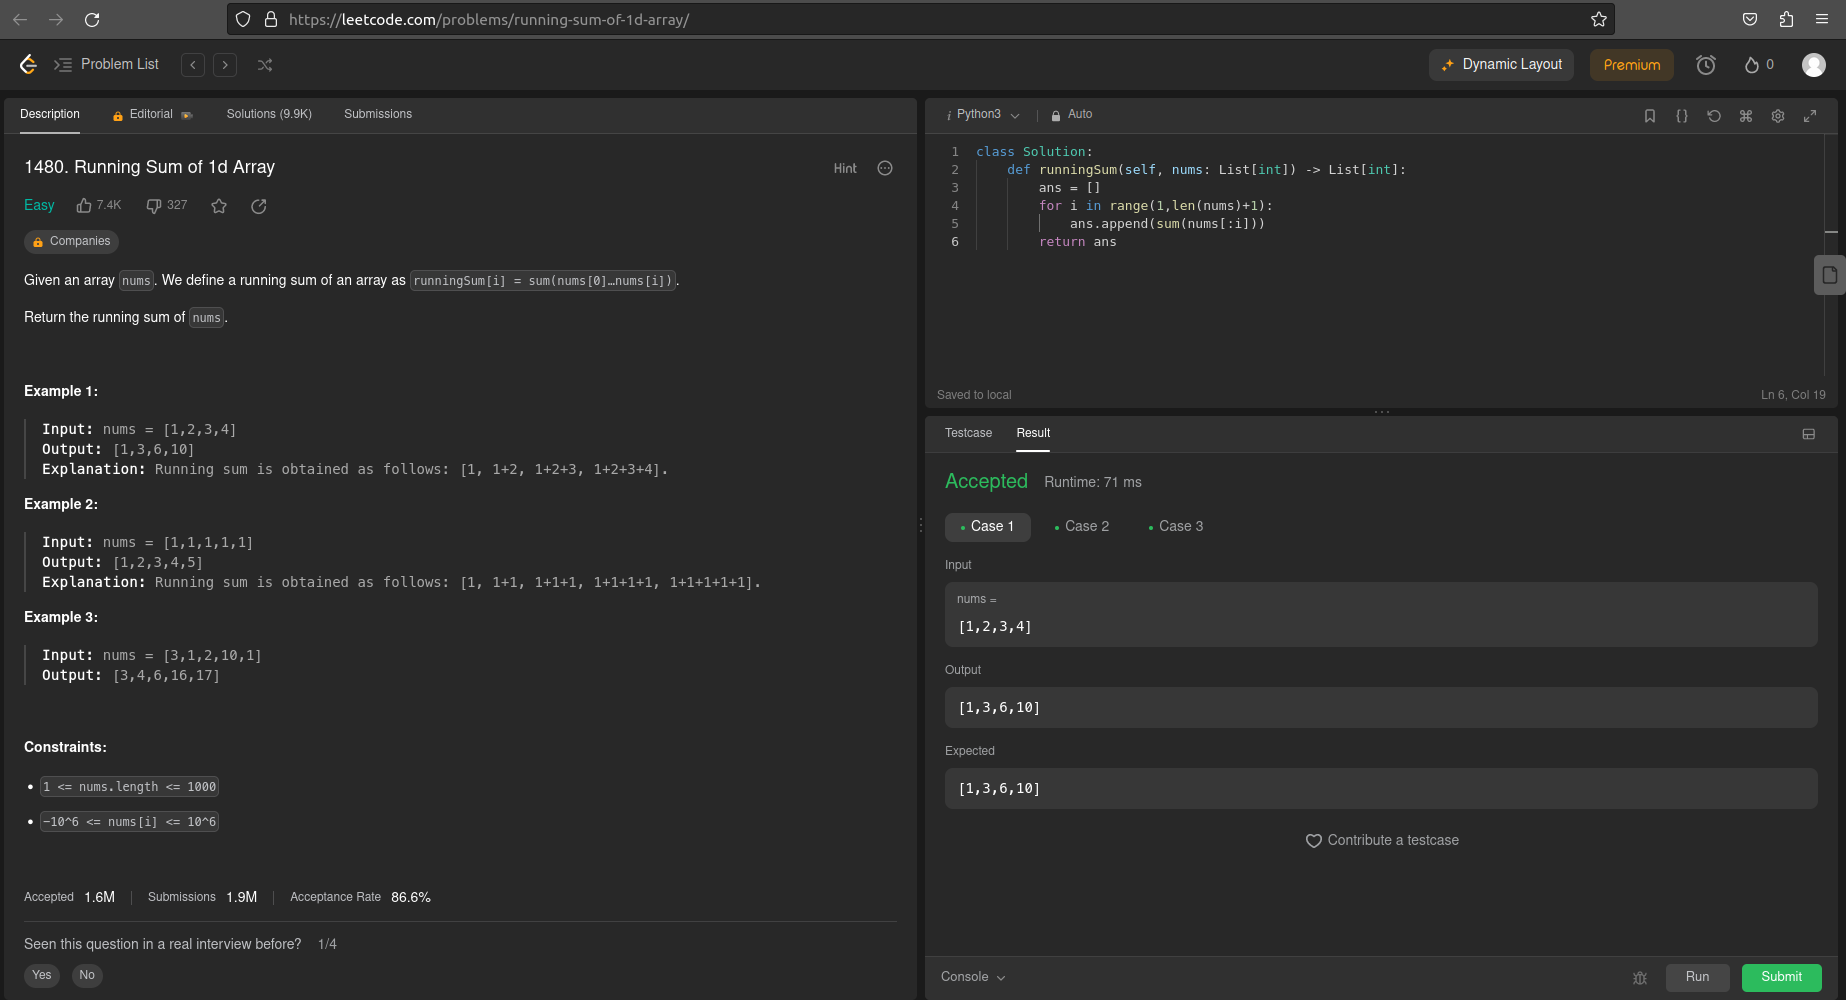 https://leetcode.com/problems/running-sum-of-1d-array/
Problem List
Dynamic Layout
Premium
0
Description
Editorial
Solutions (9.9K)
Submissions
1480. Running Sum of 1d Array
Hint
Easy
7.4K
327
Companies
Given an array nums. We define a running sum of an array as runningSum[i] = sum(nums[0]…nums[i]).
Return the running sum of nums.
Example 1:
Input: nums = [1,2,3,4]
Output: [1,3,6,10]
Explanation: Running sum is obtained as follows: [1, 1+2, 1+2+3, 1+2+3+4].
Example 2:
Input: nums = [1,1,1,1,1]
Output: [1,2,3,4,5]
Explanation: Running sum is obtained as follows: [1, 1+1, 1+1+1, 1+1+1+1, 1+1+1+1+1].
Example 3:
Input: nums = [3,1,2,10,1]
Output: [3,4,6,16,17]
Constraints:
• 1 <= nums.length <= 1000
• -10^6 <= nums[i] <= 10^6
Accepted 1.6M | Submissions 1.9M | Acceptance Rate 86.6%
Seen this question in a real interview before? 1/4
Yes No
i Python3
Auto
1 class Solution:
2     def runningSum(self, nums: List[int]) -> List[int]:
3         ans = []
4         for i in range(1,len(nums)+1):
5             ans.append(sum(nums[:i]))
6         return ans
Saved to local
Ln 6, Col 19
Testcase
Result
Accepted Runtime: 71 ms
• Case 1 • Case 2 • Case 3
Input
nums =
[1,2,3,4]
Output
[1,3,6,10]
Expected
[1,3,6,10]
Contribute a testcase
Console
Run
Submit